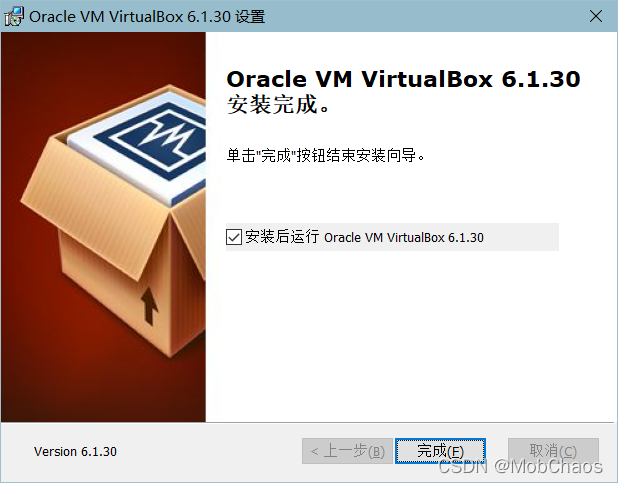 Oracle VM VirtualBox 6.1.30 设置
Oracle VM VirtualBox 6.1.30
安装完成。
单击"完成"按钮结束安装向导。
安装后运行 Oracle VM VirtualBox 6.1.30
Version 6.1.30
< 上一步(B)
完成(F)
取消(C)
CSDN @MobChaos